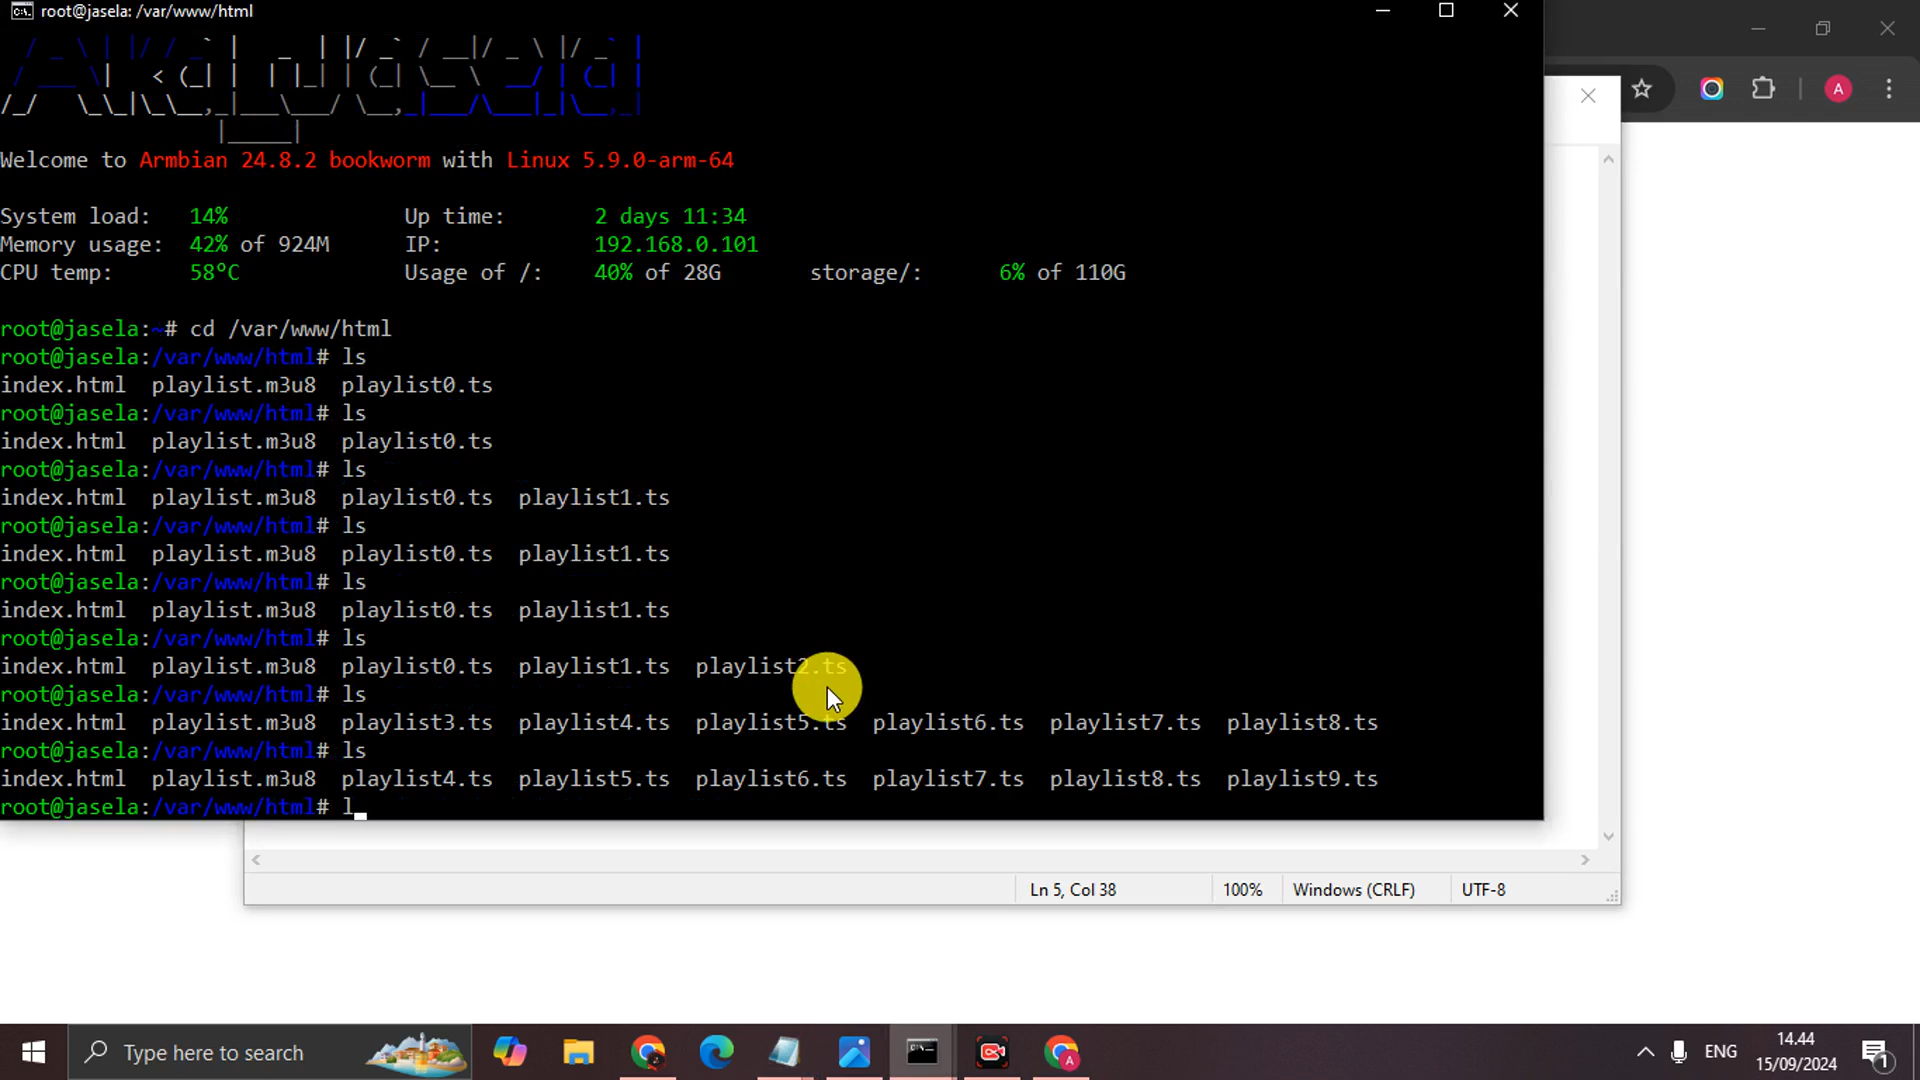 root@jasela: /var/www/html
AkuJasela
Welcome to Armbian 24.8.2 bookworm with Linux 5.9.0-arm-64
System load: 14% Up time: 2 days 11:34
Memory usage: 42% of 924M IP: 192.168.0.101
CPU temp: 58°C Usage of /: 40% of 28G storage/: 6% of 110G
root@jasela:~# cd /var/www/html
root@jasela:/var/www/html# ls
index.html playlist.m3u8 playlist0.ts
root@jasela:/var/www/html# ls
index.html playlist.m3u8 playlist0.ts
root@jasela:/var/www/html# ls
index.html playlist.m3u8 playlist0.ts playlist1.ts
root@jasela:/var/www/html# ls
index.html playlist.m3u8 playlist0.ts playlist1.ts
root@jasela:/var/www/html# ls
index.html playlist.m3u8 playlist0.ts playlist1.ts
root@jasela:/var/www/html# ls
index.html playlist.m3u8 playlist0.ts playlist1.ts playlist2.ts
root@jasela:/var/www/html# ls
index.html playlist.m3u8 playlist3.ts playlist4.ts playlist5.ts playlist6.ts playlist7.ts playlist8.ts
root@jasela:/var/www/html# ls
index.html playlist.m3u8 playlist4.ts playlist5.ts playlist6.ts playlist7.ts playlist8.ts playlist9.ts
root@jasela:/var/www/html# l
A
Ln 5, Col 38 100% Windows (CRLF) UTF-8
Type here to search
A
ENG
14.44
15/09/2024
1